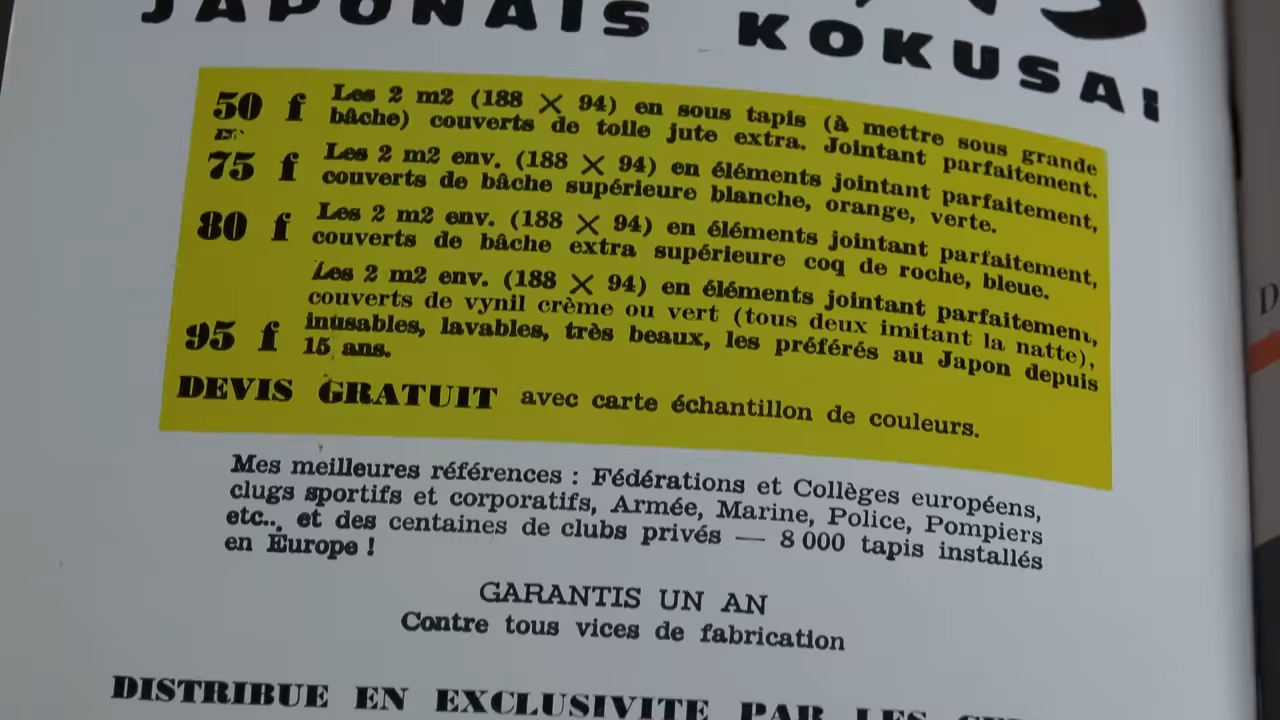 JAPONAIS KOKUSAI
50 f Les 2 m2 (188 × 94) en sous tapis (à mettre sous grande
bâche) couverts de toile jute extra. Jointant parfaitement.
75 f Les 2 m2 env. (188 × 94) en éléments jointant parfaitement,
couverts de bâche supérieure blanche, orange, verte.
80 f Les 2 m2 env. (188 × 94) en éléments jointant parfaitement,
couverts de bâche extra supérieure coq de roche, bleue.
Les 2 m2 env. (188 × 94) en éléments jointant parfaitement,
couverts de vynil crème ou vert (tous deux imitant la natte),
inusables, lavables, très beaux, les préférés au Japon depuis
95 f 15 ans.
DEVIS GRATUIT avec carte échantillon de couleurs.
Mes meilleures références : Fédérations et Collèges européens,
clugs sportifs et corporatifs, Armée, Marine, Police, Pompiers
etc.. et des centaines de clubs privés — 8 000 tapis installés
en Europe !
GARANTIS UN AN
Contre tous vices de fabrication
DISTRIBUE EN EXCLUSIVITE PAR LES